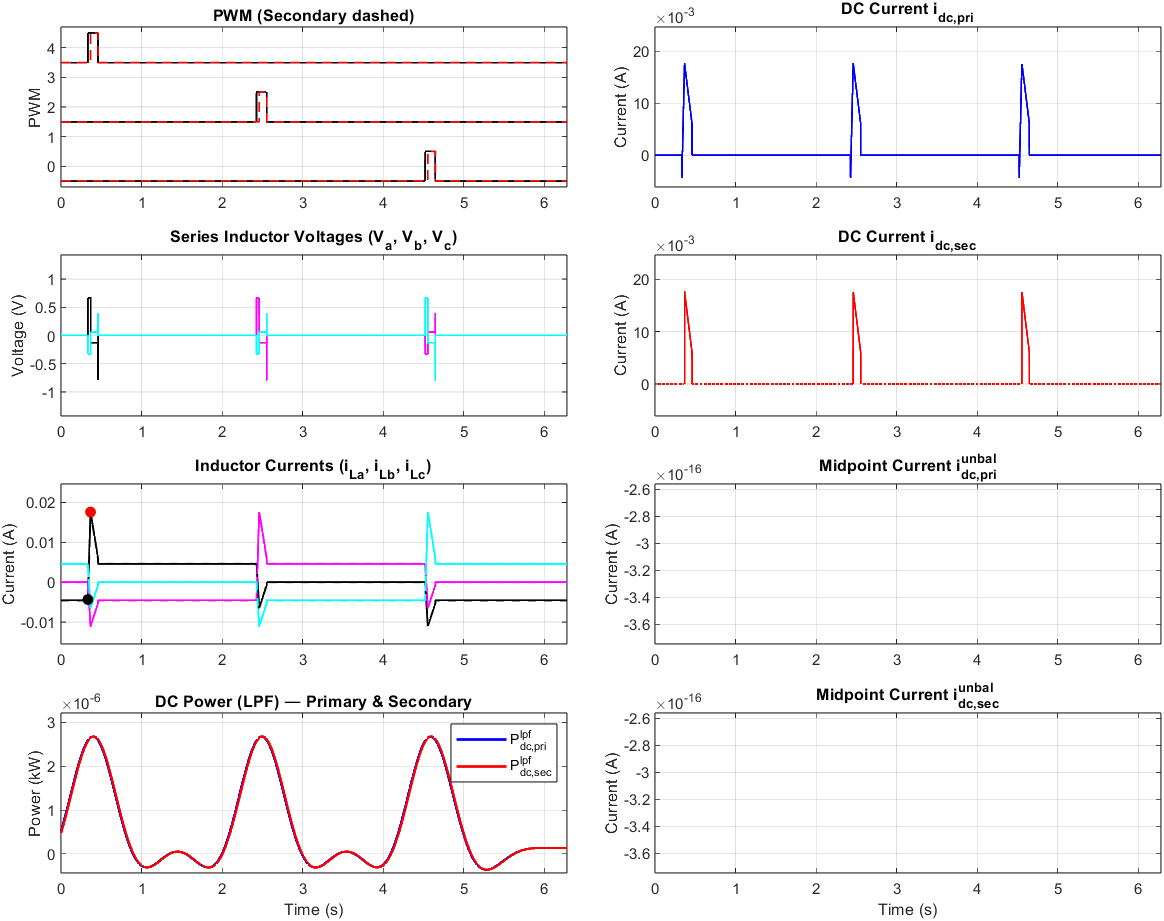 PWM (Secondary dashed)
PWM
4
3
2
1
0
0 1 2 3 4 5 6
DC Current i_dc,pri
×10^-3
Current (A)
20
10
0
0 1 2 3 4 5 6
Series Inductor Voltages (V_a, V_b, V_c)
Voltage (V)
1
0.5
0
-0.5
-1
0 1 2 3 4 5 6
DC Current i_dc,sec
×10^-3
Current (A)
20
10
0
0 1 2 3 4 5 6
Inductor Currents (i_La, i_Lb, i_Lc)
Current (A)
0.02
0.01
0
-0.01
0 1 2 3 4 5 6
Midpoint Current i_dc,pri^unbal
×10^-16
Current (A)
-2.6
-2.8
-3
-3.2
-3.4
-3.6
0 1 2 3 4 5 6
DC Power (LPF) — Primary & Secondary
×10^-6
Power (kW)
3
2
1
0
P_dc,pri^lpf
P_dc,sec^lpf
0 1 2 3 4 5 6
Time (s)
Midpoint Current i_dc,sec^unbal
×10^-16
Current (A)
-2.6
-2.8
-3
-3.2
-3.4
-3.6
0 1 2 3 4 5 6
Time (s)